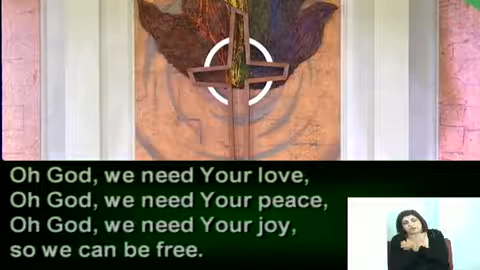 Oh God, we need Your love,
Oh God, we need Your peace,
Oh God, we need Your joy,
so we can be free.